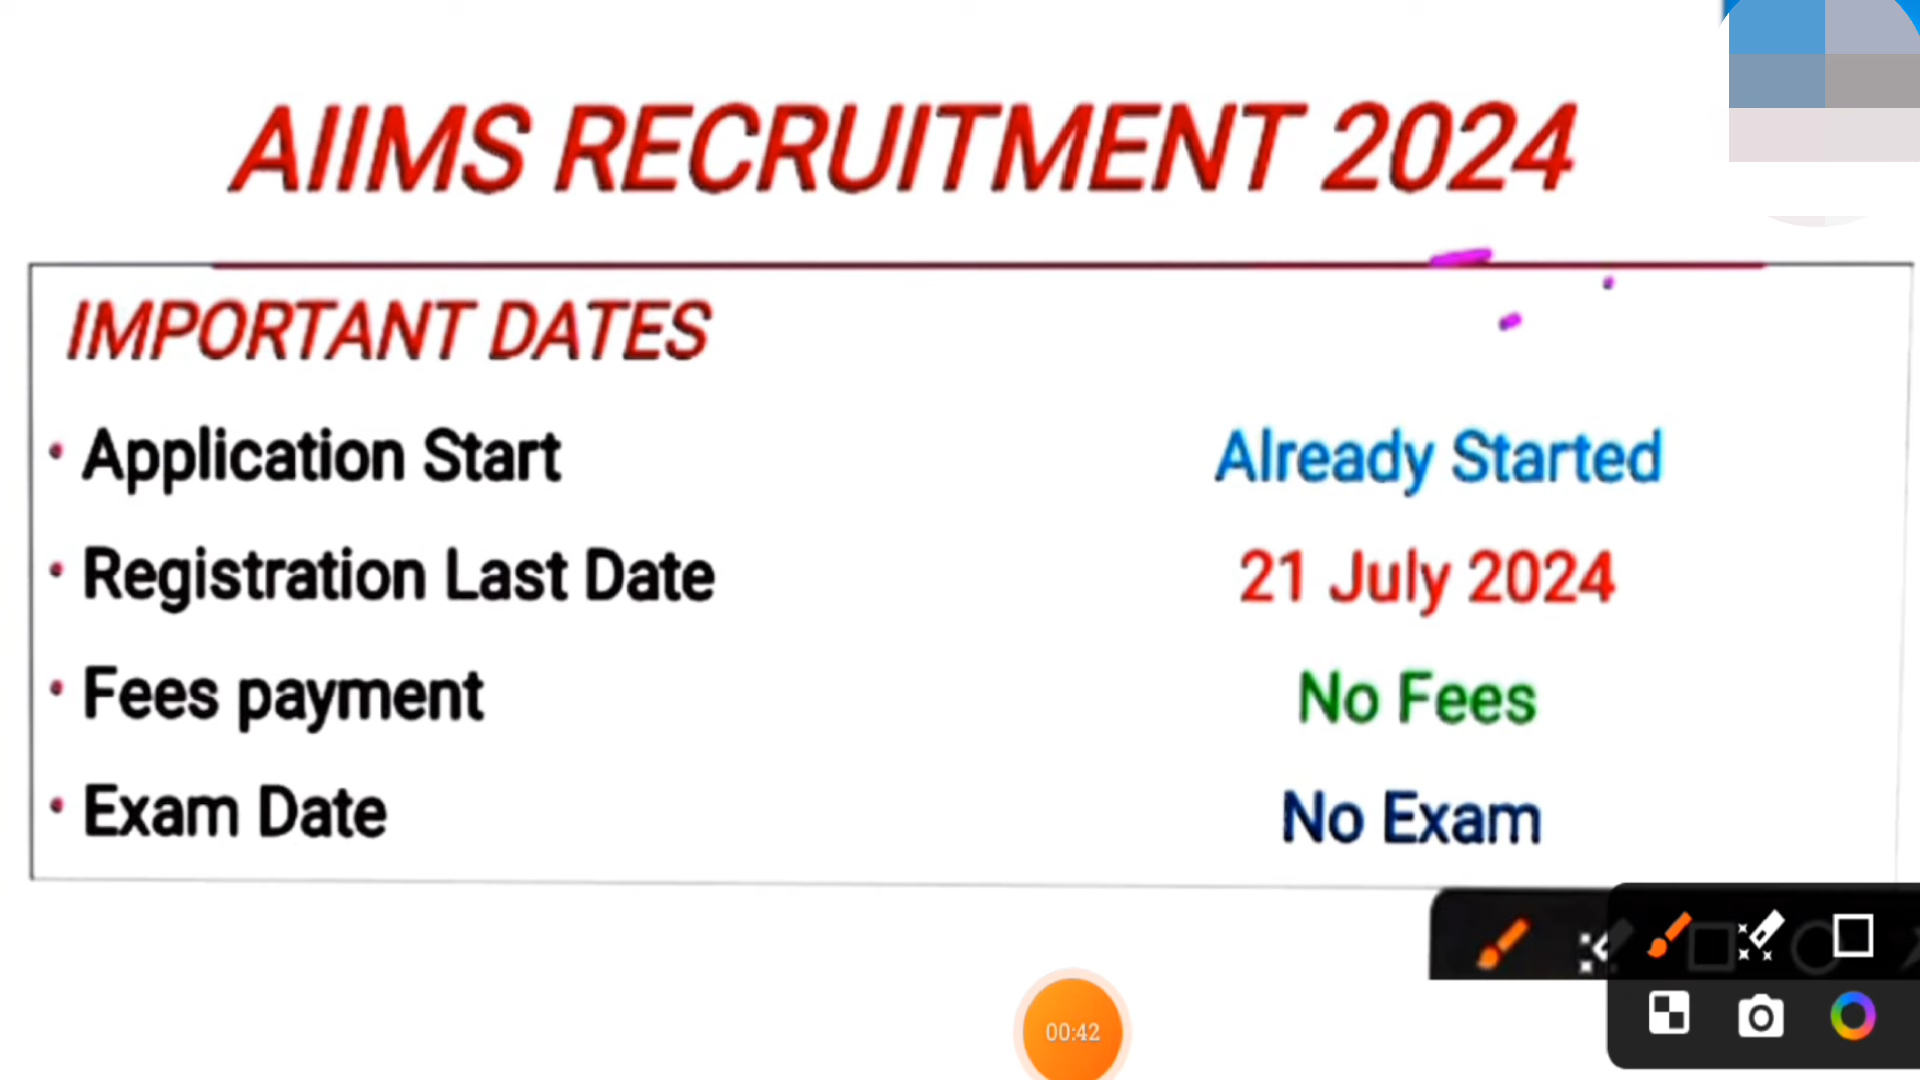 AIIMS RECRUITMENT 2024
IMPORTANT DATES
• Application Start Already Started
• Registration Last Date 21 July 2024
• Fees payment No Fees
• Exam Date No Exam
00:42